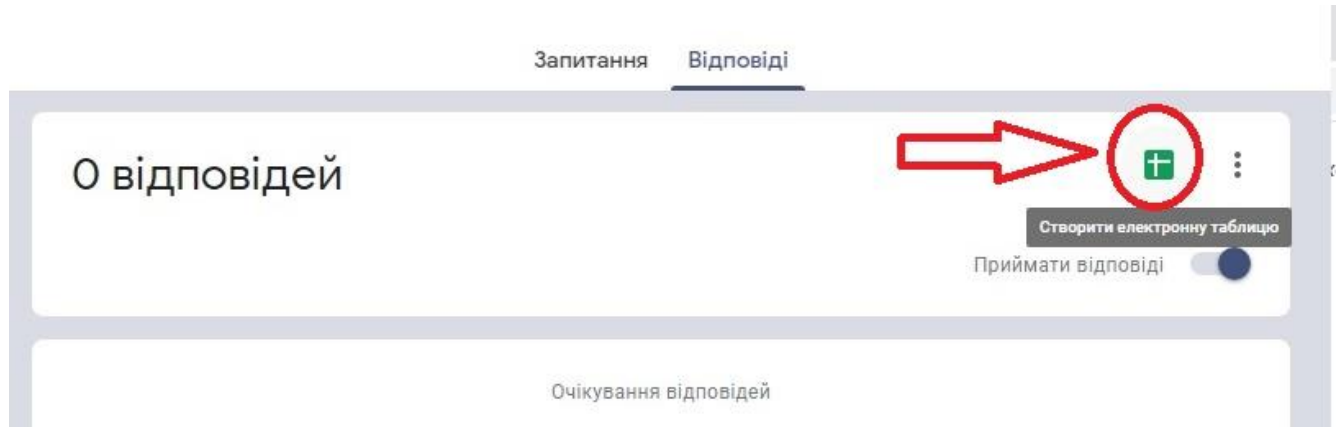 Запитання Відповіді
0 відповідей
Створити електронну таблицю
Приймати відповіді
Очікування відповідей